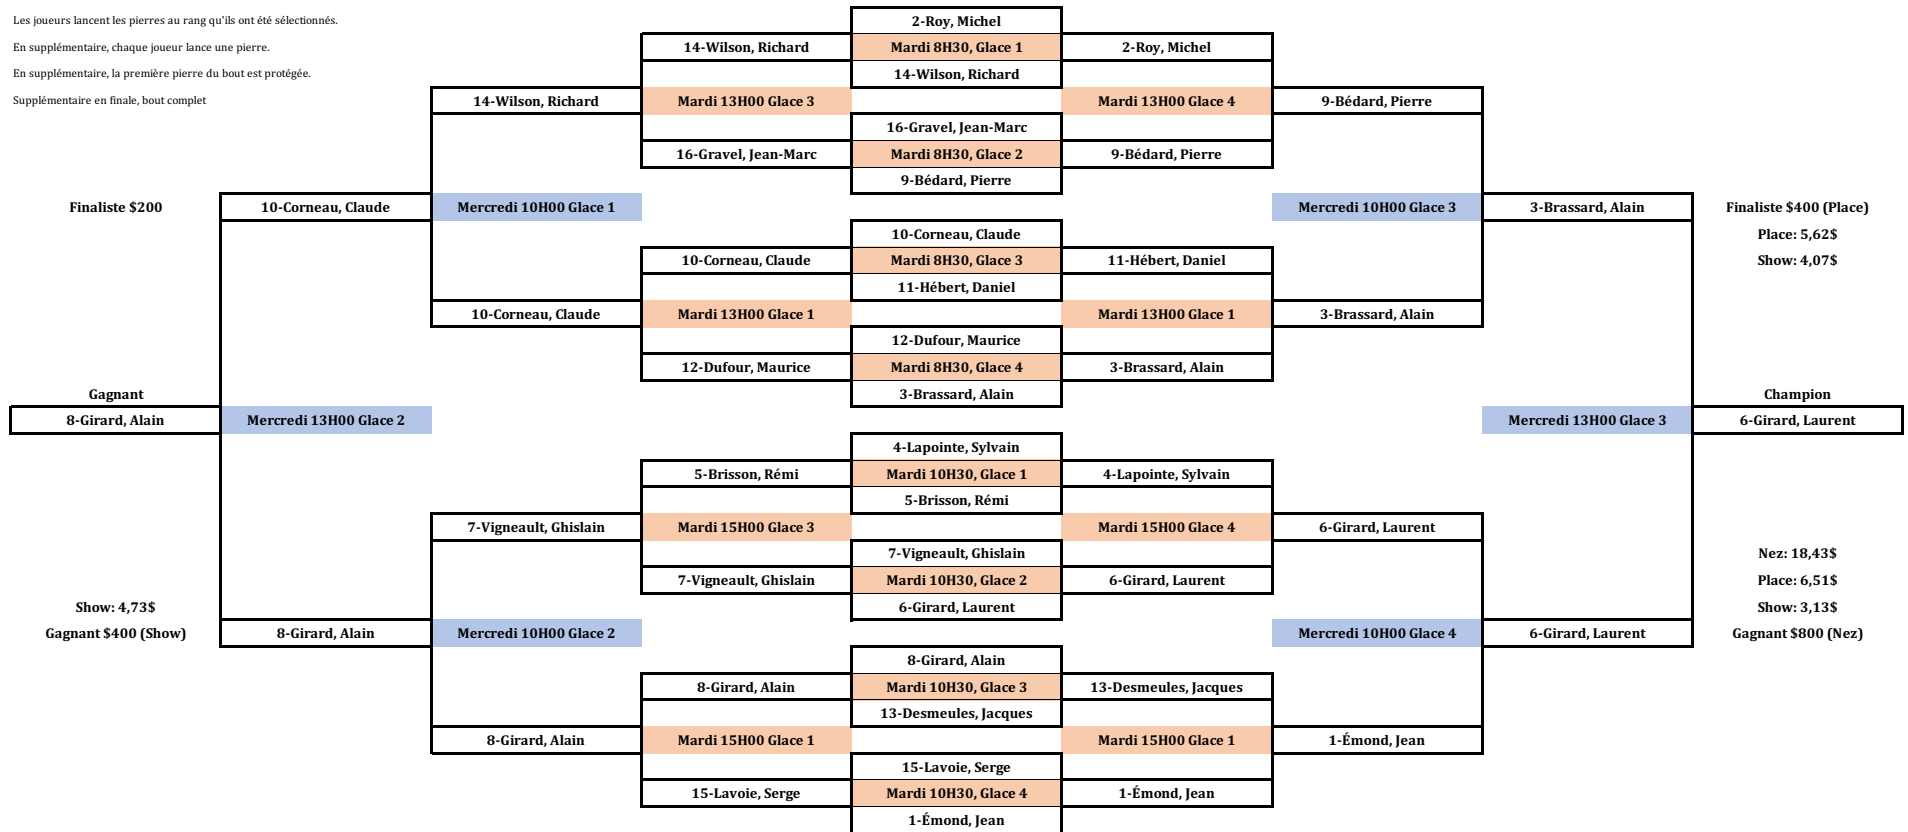 Les joueurs lancent les pierres au rang qu'ils ont été sélectionnés.
2-Roy, Michel
En supplémentaire, chaque joueur lance une pierre.
14-Wilson, Richard
Mardi 8H30, Glace 1
2-Roy, Michel
En supplémentaire, la première pierre du bout est protégée.
14-Wilson, Richard
Supplémentaire en finale, bout complet
14-Wilson, Richard
Mardi 13H00 Glace 3
Mardi 13H00 Glace 4
9-Bédard, Pierre
16-Gravel, Jean-Marc
16-Gravel, Jean-Marc
Mardi 8H30, Glace 2
9-Bédard, Pierre
9-Bédard, Pierre
Finaliste $200
10-Corneau, Claude
Mercredi 10H00 Glace 1
Mercredi 10H00 Glace 3
3-Brassard, Alain
Finaliste $400 (Place)
10-Corneau, Claude
Place: 5,62$
10-Corneau, Claude
Mardi 8H30, Glace 3
11-Hébert, Daniel
Show: 4,07$
11-Hébert, Daniel
10-Corneau, Claude
Mardi 13H00 Glace 1
Mardi 13H00 Glace 1
3-Brassard, Alain
12-Dufour, Maurice
12-Dufour, Maurice
Mardi 8H30, Glace 4
3-Brassard, Alain
Gagnant
3-Brassard, Alain
Champion
8-Girard, Alain
Mercredi 13H00 Glace 2
Mercredi 13H00 Glace 3
6-Girard, Laurent
4-Lapointe, Sylvain
5-Brisson, Rémi
Mardi 10H30, Glace 1
4-Lapointe, Sylvain
5-Brisson, Rémi
7-Vigneault, Ghislain
Mardi 15H00 Glace 3
Mardi 15H00 Glace 4
6-Girard, Laurent
7-Vigneault, Ghislain
Nez: 18,43$
7-Vigneault, Ghislain
Mardi 10H30, Glace 2
6-Girard, Laurent
Place: 6,51$
Show: 4,73$
6-Girard, Laurent
Show: 3,13$
Gagnant $400 (Show)
8-Girard, Alain
Mercredi 10H00 Glace 2
Mercredi 10H00 Glace 4
6-Girard, Laurent
Gagnant $800 (Nez)
8-Girard, Alain
8-Girard, Alain
Mardi 10H30, Glace 3
13-Desmeules, Jacques
13-Desmeules, Jacques
8-Girard, Alain
Mardi 15H00 Glace 1
Mardi 15H00 Glace 1
1-Émond, Jean
15-Lavoie, Serge
15-Lavoie, Serge
Mardi 10H30, Glace 4
1-Émond, Jean
1-Émond, Jean